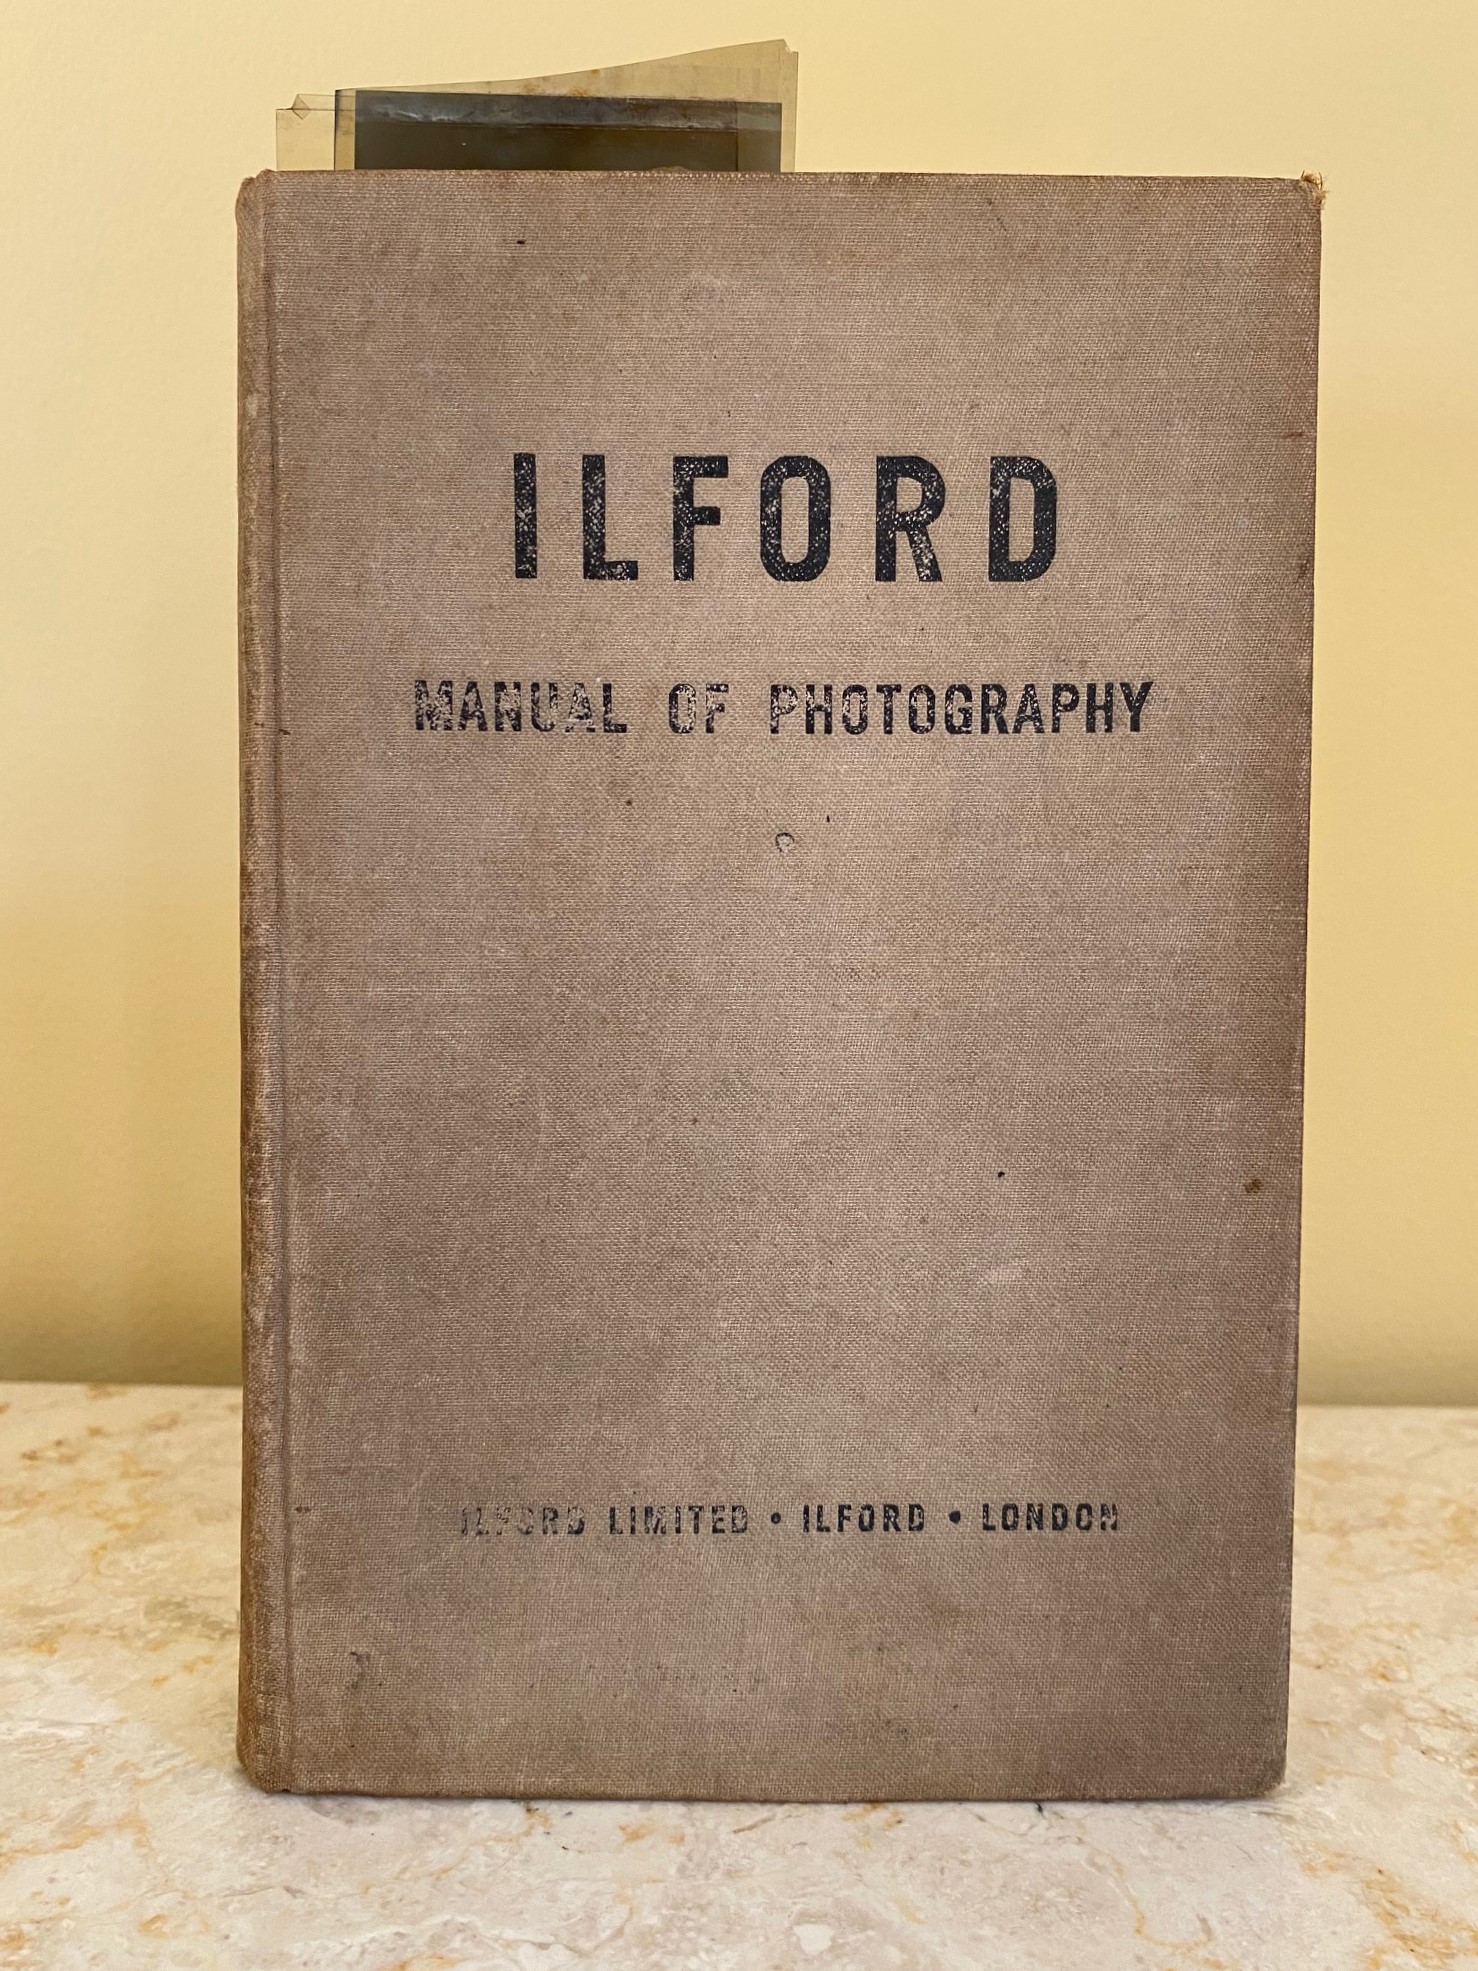 ILFORD
MANUAL OF PHOTOGRAPHY
ILFORD LIMITED • ILFORD • LONDON